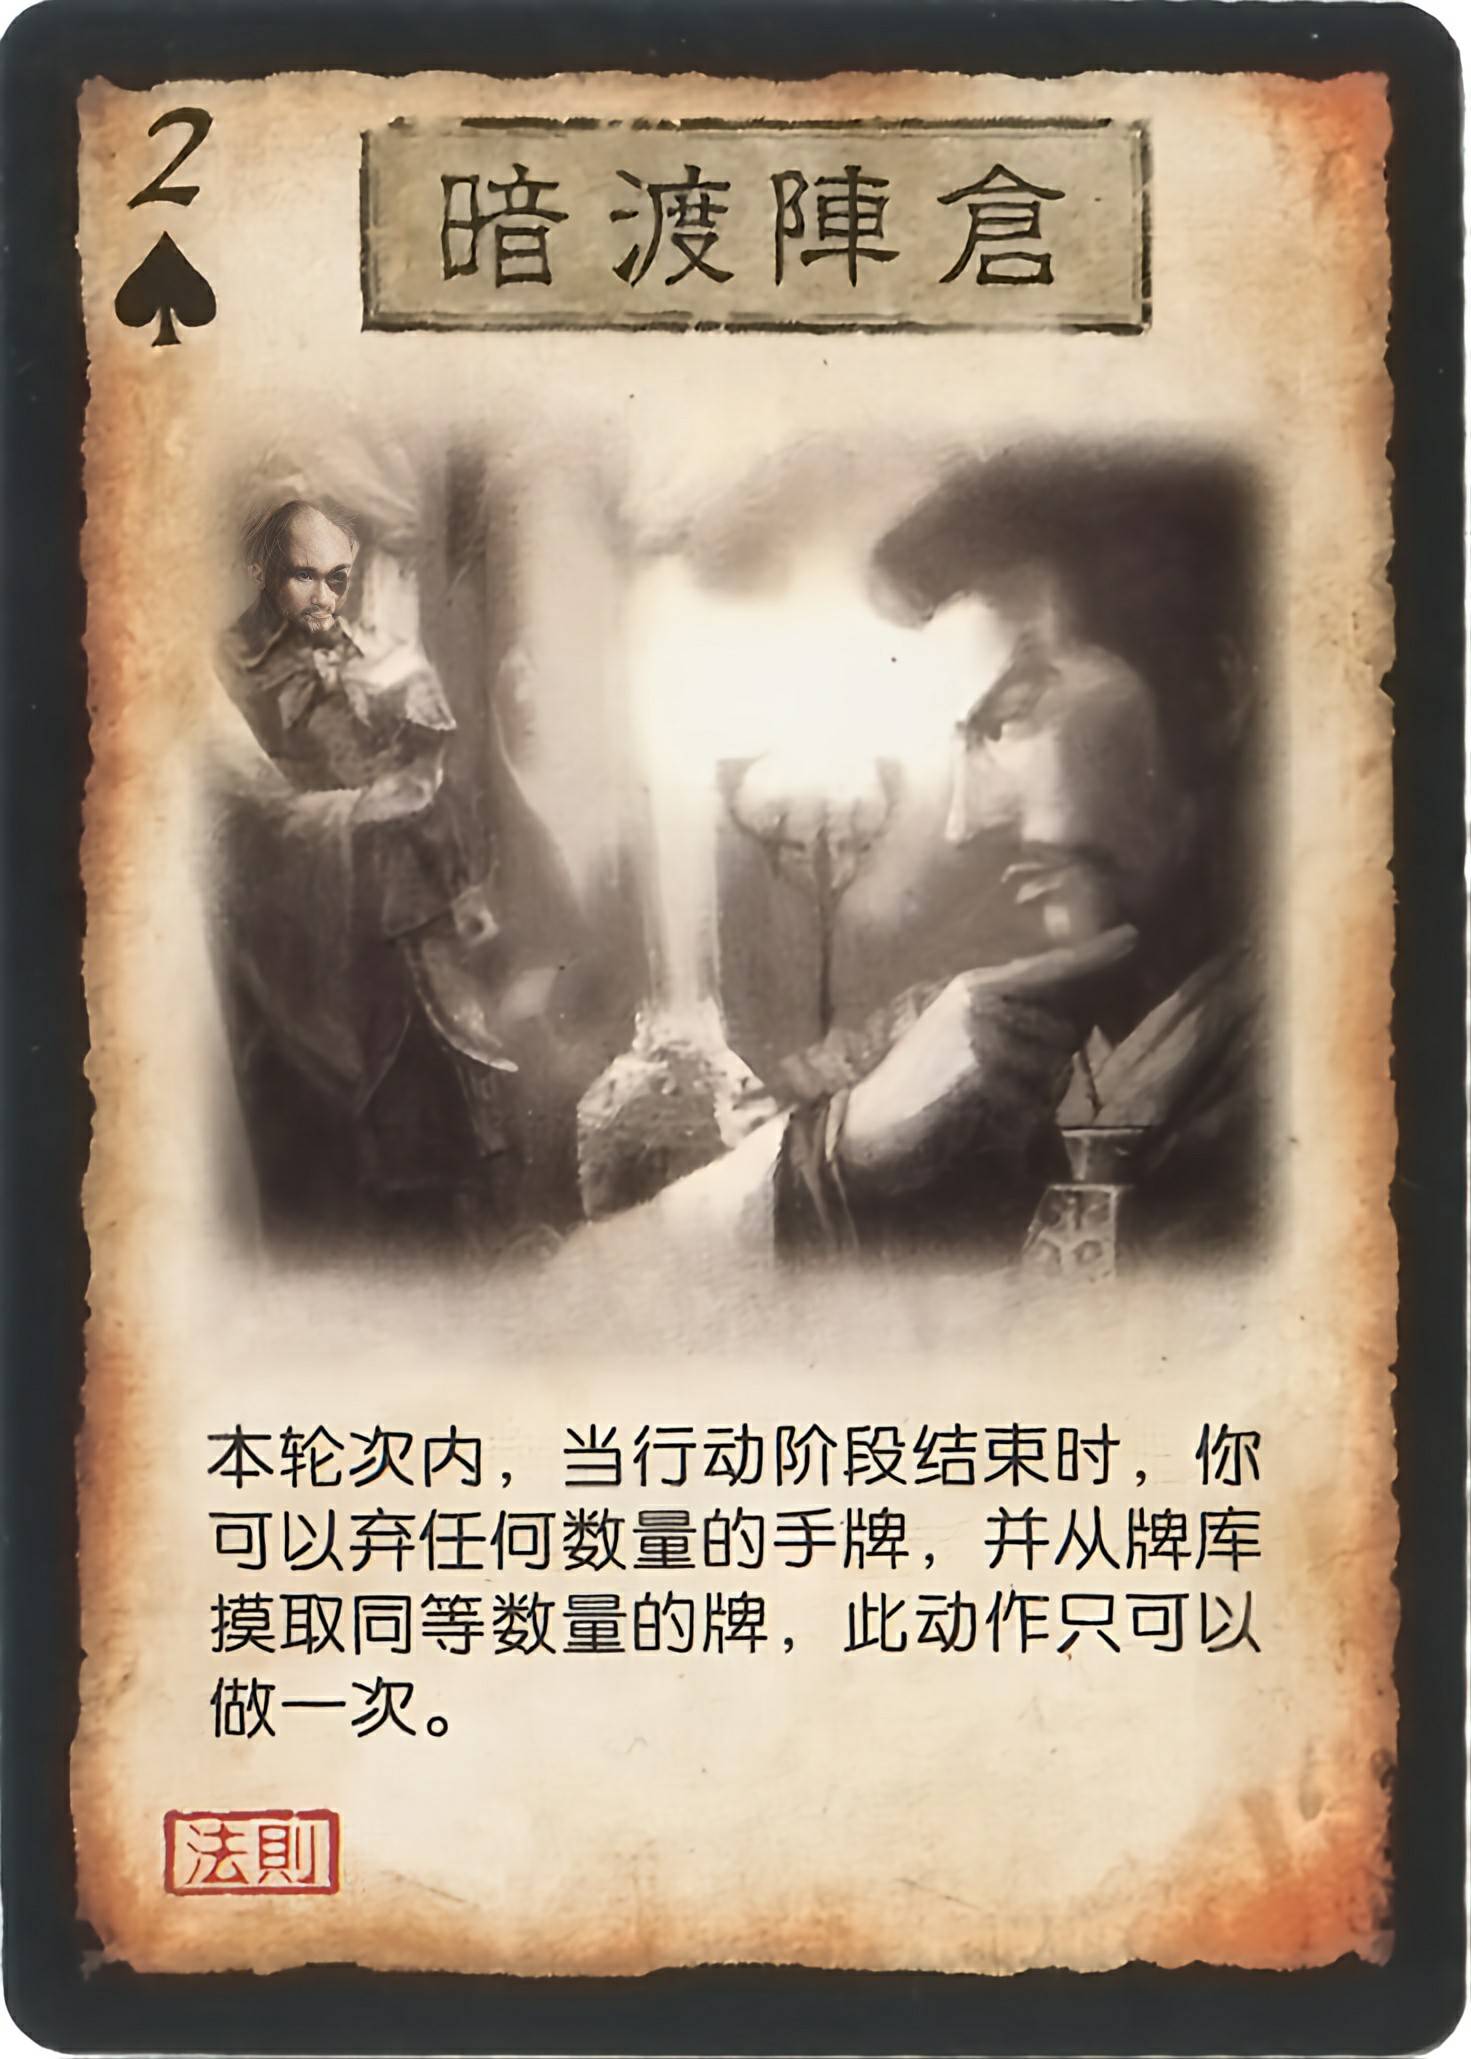 2
暗渡陣倉
本轮次内，当行动阶段结束时，你
可以弃任何数量的手牌，并从牌库
摸取同等数量的牌，此动作只可以
做一次。
法則